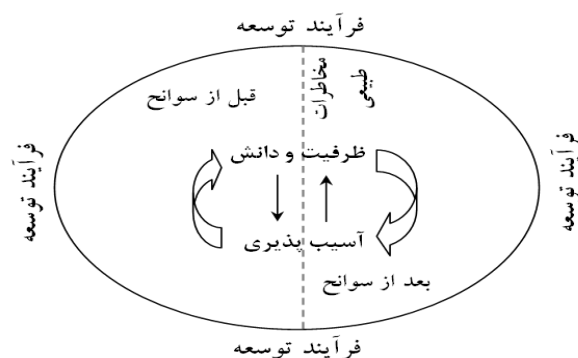 فرآیند توسعه
مخاطرات
طبیعی
قبل از سوانح
فرآیند توسعه
فرآیند توسعه
ظرفیت و دانش
آسیب پذیری
بعد از سوانح
فرآیند توسعه